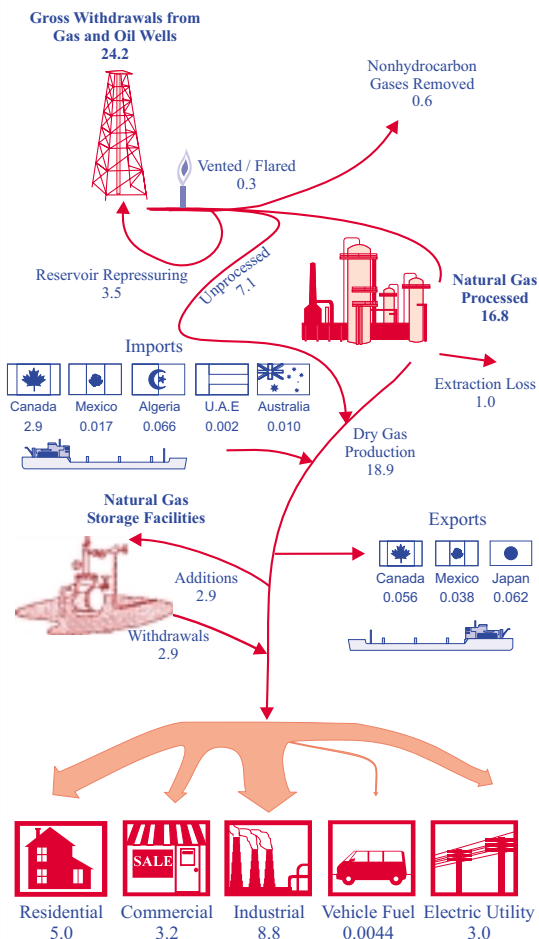 Gross Withdrawals from
Gas and Oil Wells
24.2
Nonhydrocarbon
Gases Removed
0.6
Vented / Flared
0.3
Reservoir Repressuring
3.5
Unprocessed
7.1
Natural Gas
Processed
16.8
Imports
Canada Mexico Algeria U.A.E Australia
2.9 0.017 0.066 0.002 0.010
Extraction Loss
1.0
Dry Gas
Production
18.9
Natural Gas
Storage Facilities
Exports
Canada Mexico Japan
0.056 0.038 0.062
Additions
2.9
Withdrawals
2.9
SALE
Residential Commercial Industrial Vehicle Fuel Electric Utility
5.0 3.2 8.8 0.0044 3.0